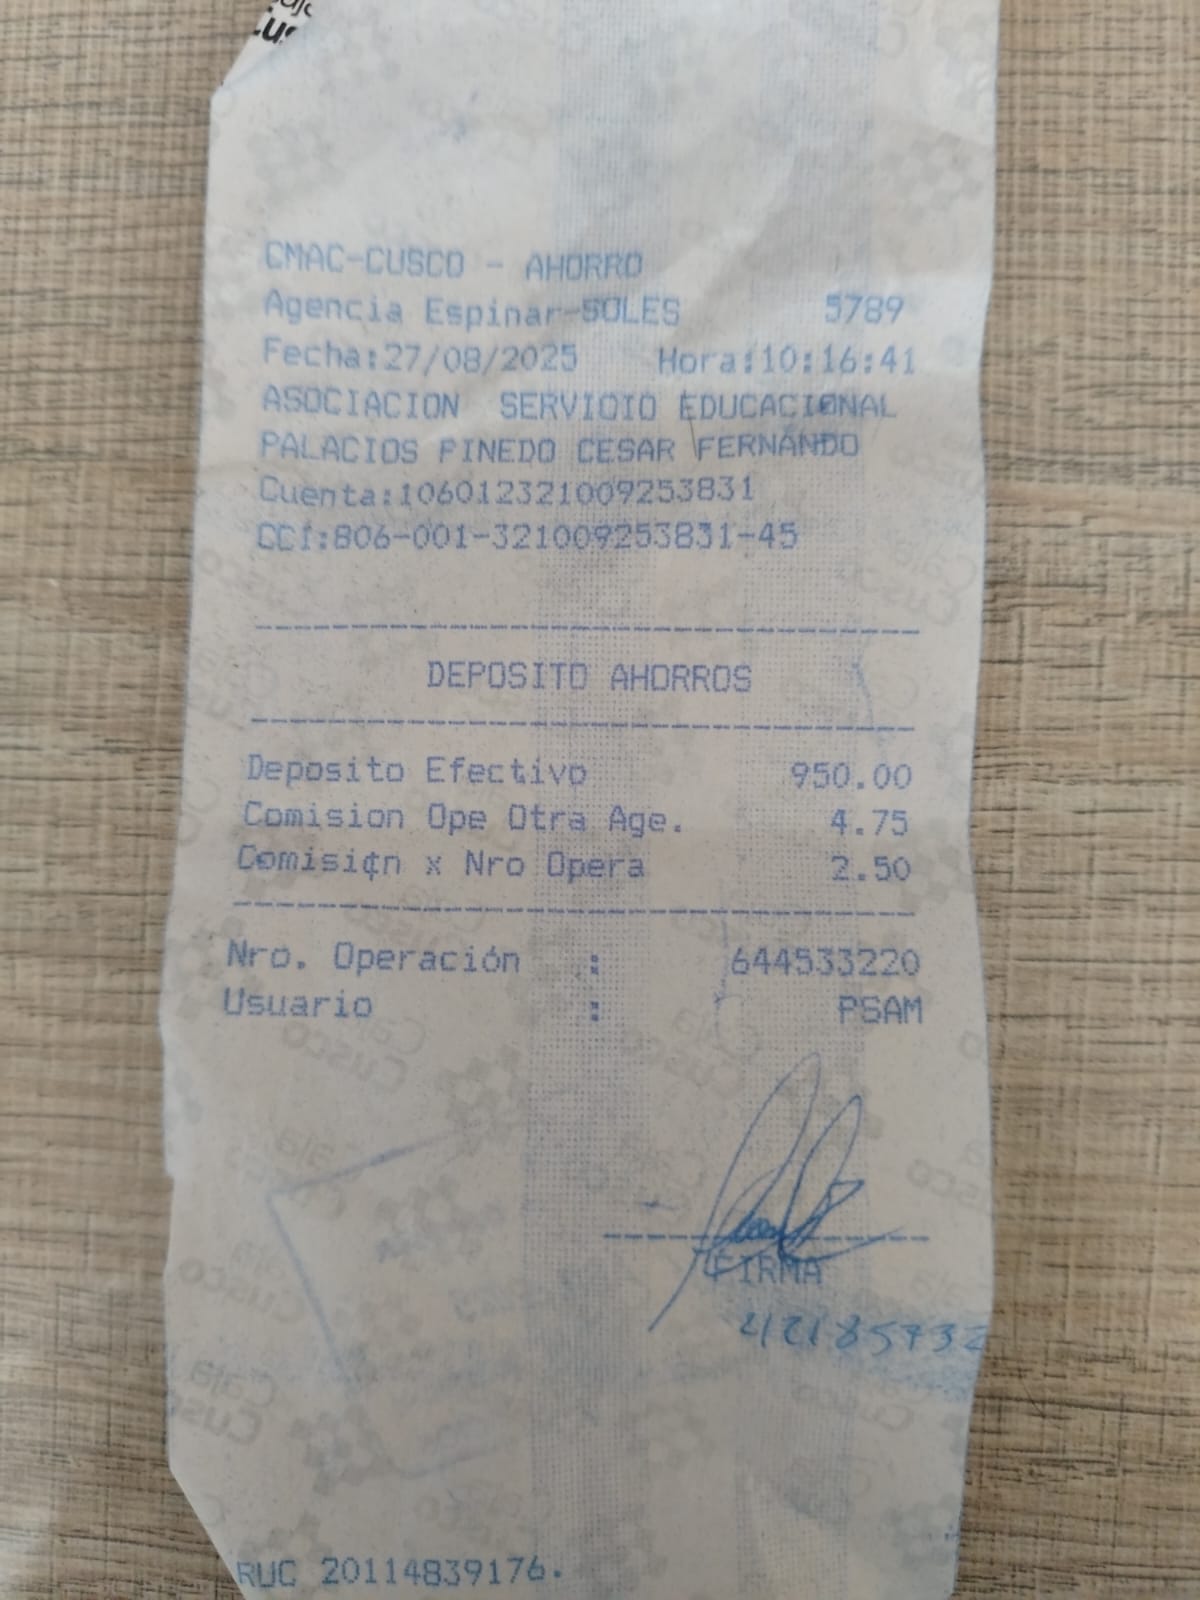 CMAC-CUSCO - AHORRO
Agencia Espinar-SOLES 5789
Fecha:27/08/2025 Hora:10:16:41
ASOCIACION SERVICIO EDUCACIONAL
PALACIOS PINEDO CESAR FERNANDO
Cuenta:106012321009253831
CCI:806-001-321009253831-45
DEPOSITO AHORROS
Deposito Efectivo 950.00
Comision Ope Otra Age. 4.75
Comisión x Nro Opera 2.50
Nro. Operación : 644533220
Usuario : PSAM
FIRMA
42185732
RUC 20114839176.